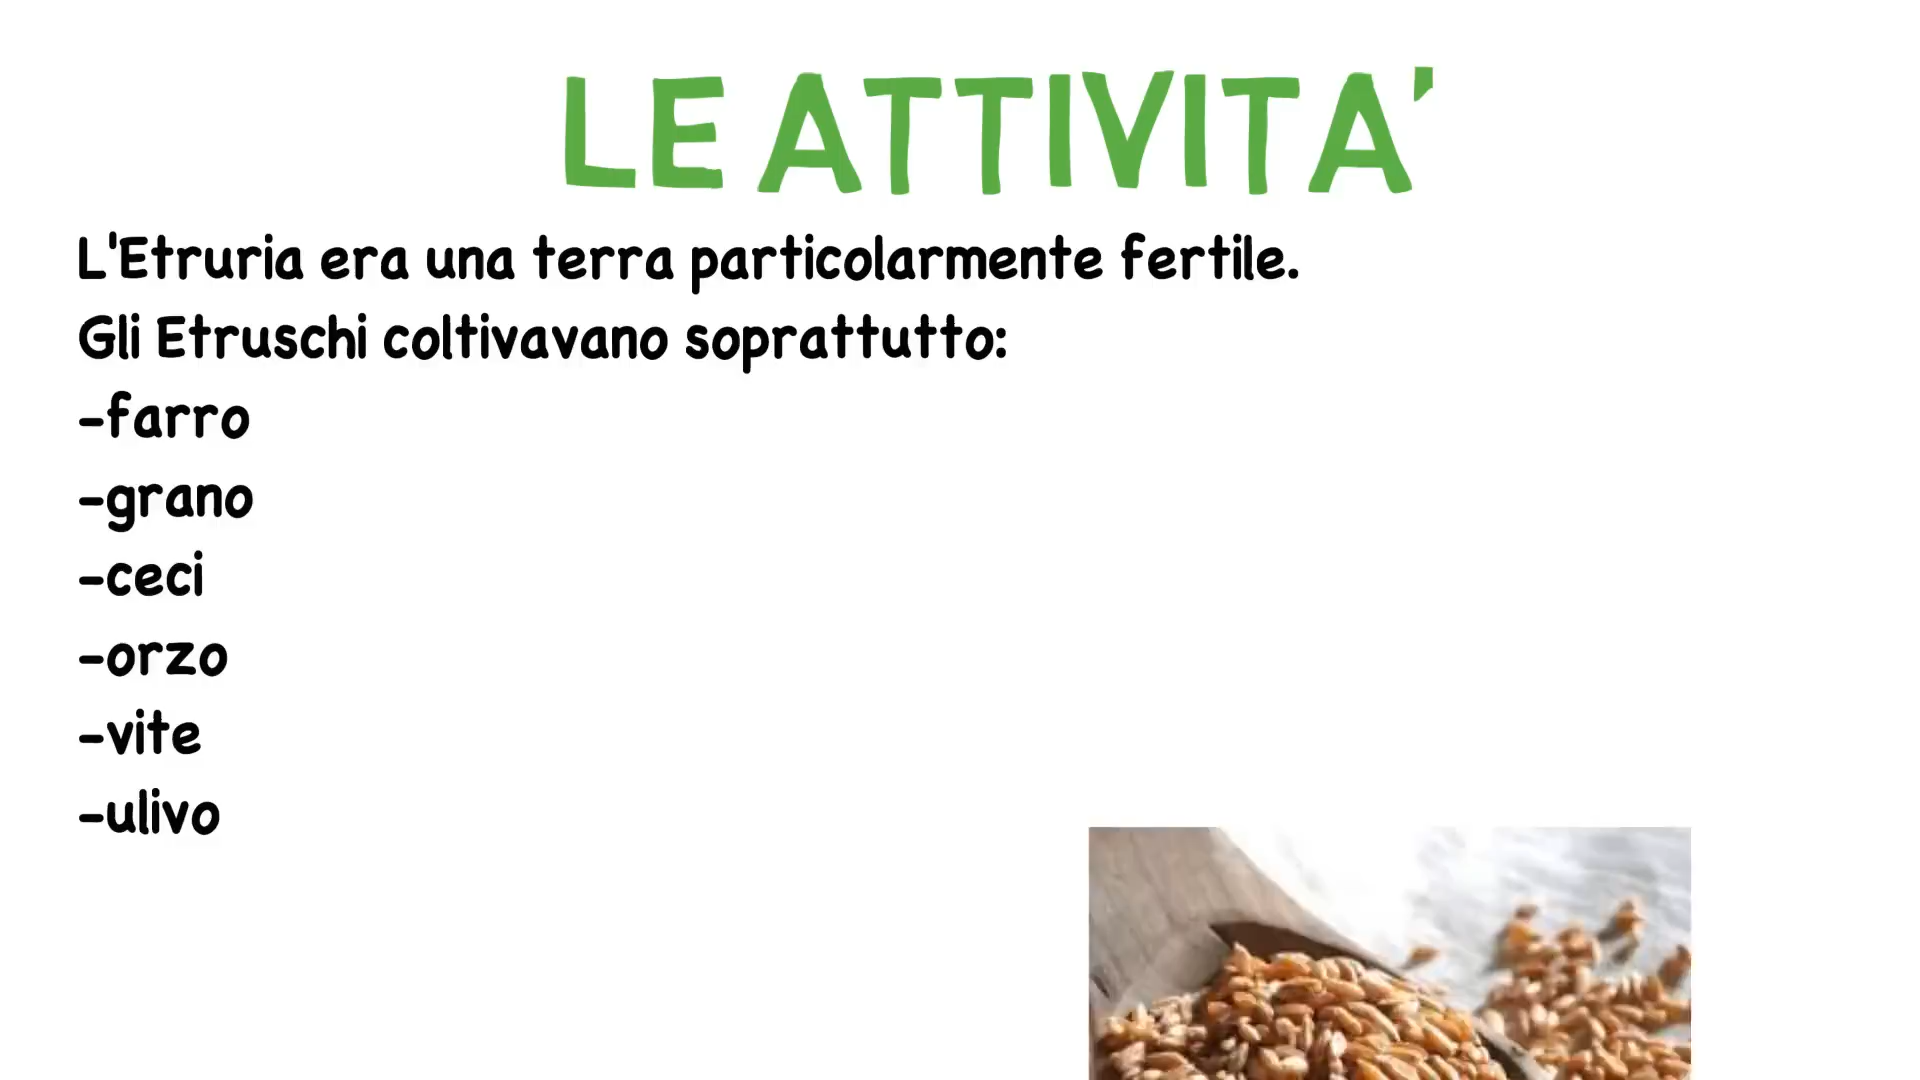 LE ATTIVITA'
L'Etruria era una terra particolarmente fertile.
Gli Etruschi coltivavano soprattutto:
-farro
-grano
-ceci
-orzo
-vite
-ulivo